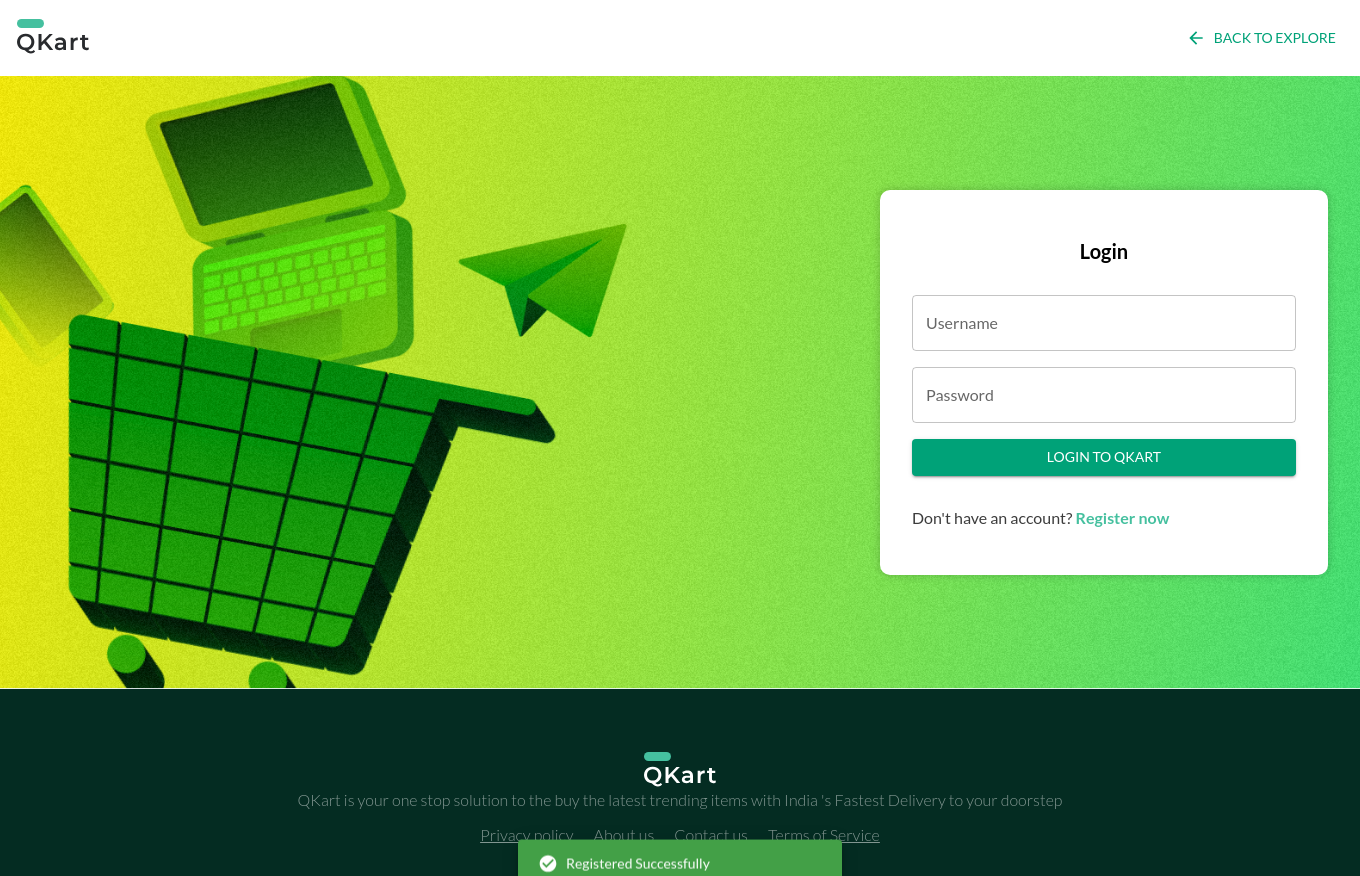 QKart
BACK TO EXPLORE
Login
Username
Password
LOGIN TO QKART
Don't have an account? Register now
QKart
QKart is your one stop solution to the buy the latest trending items with India 's Fastest Delivery to your doorstep
Privacy policy About us Contact us Terms of Service
Registered Successfully